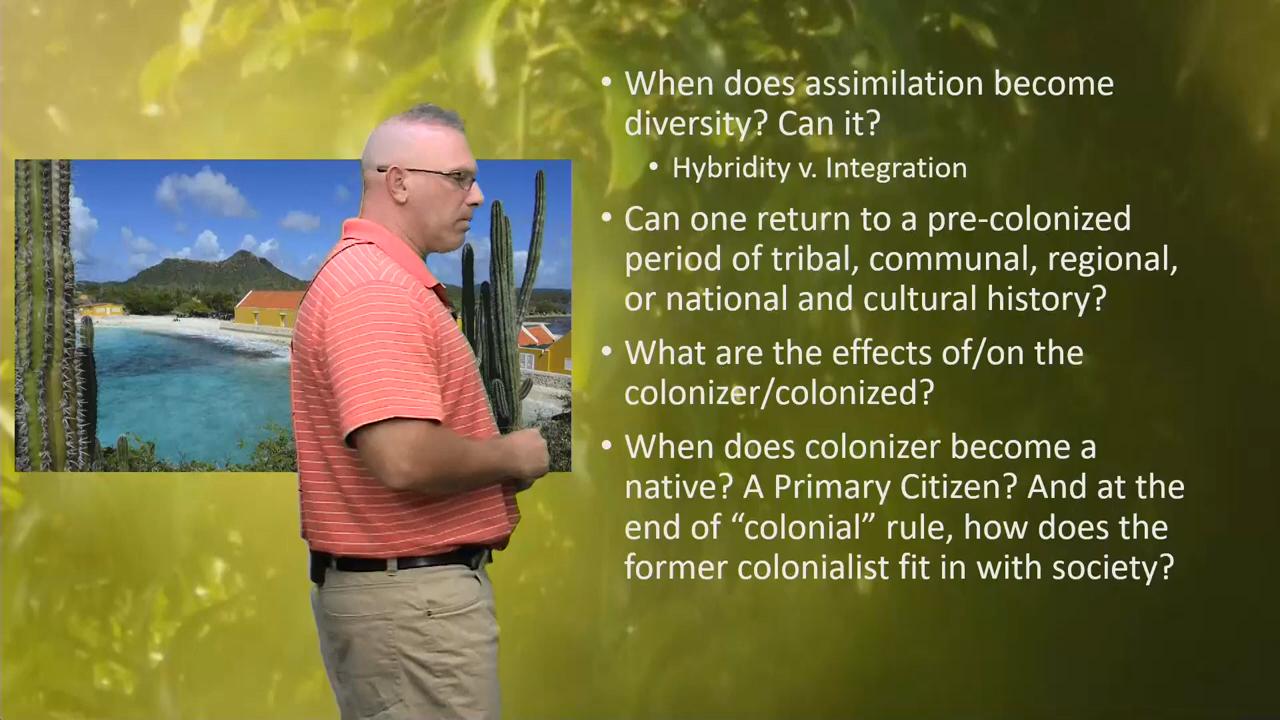 • When does assimilation become
diversity? Can it?
• Hybridity v. Integration
• Can one return to a pre-colonized
period of tribal, communal, regional,
or national and cultural history?
• What are the effects of/on the
colonizer/colonized?
• When does colonizer become a
native? A Primary Citizen? And at the
end of “colonial” rule, how does the
former colonialist fit in with society?